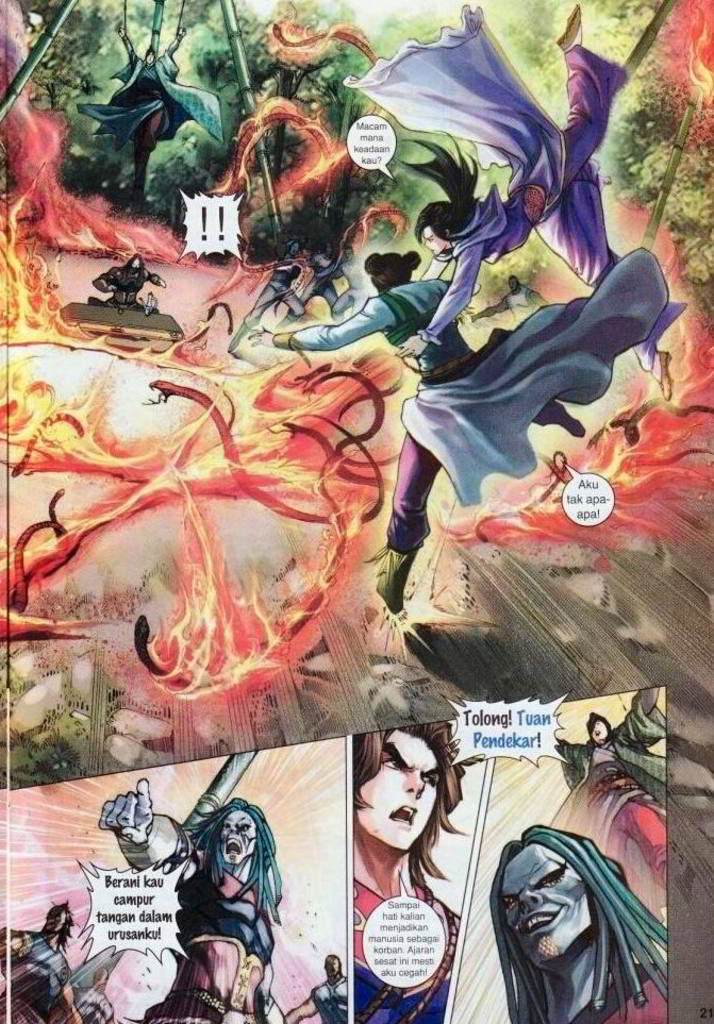 Macam
mana
keadaan
kau?
!!
Aku
tak apa-
apa!
Berani kau
campur
tangan dalam
urusanku!
Tolong! Tuan
Pendekar!
Sampai
hati kalian
menjadikan
manusia sebagai
korban. Ajaran
sesat ini mesti
aku cegah!
21